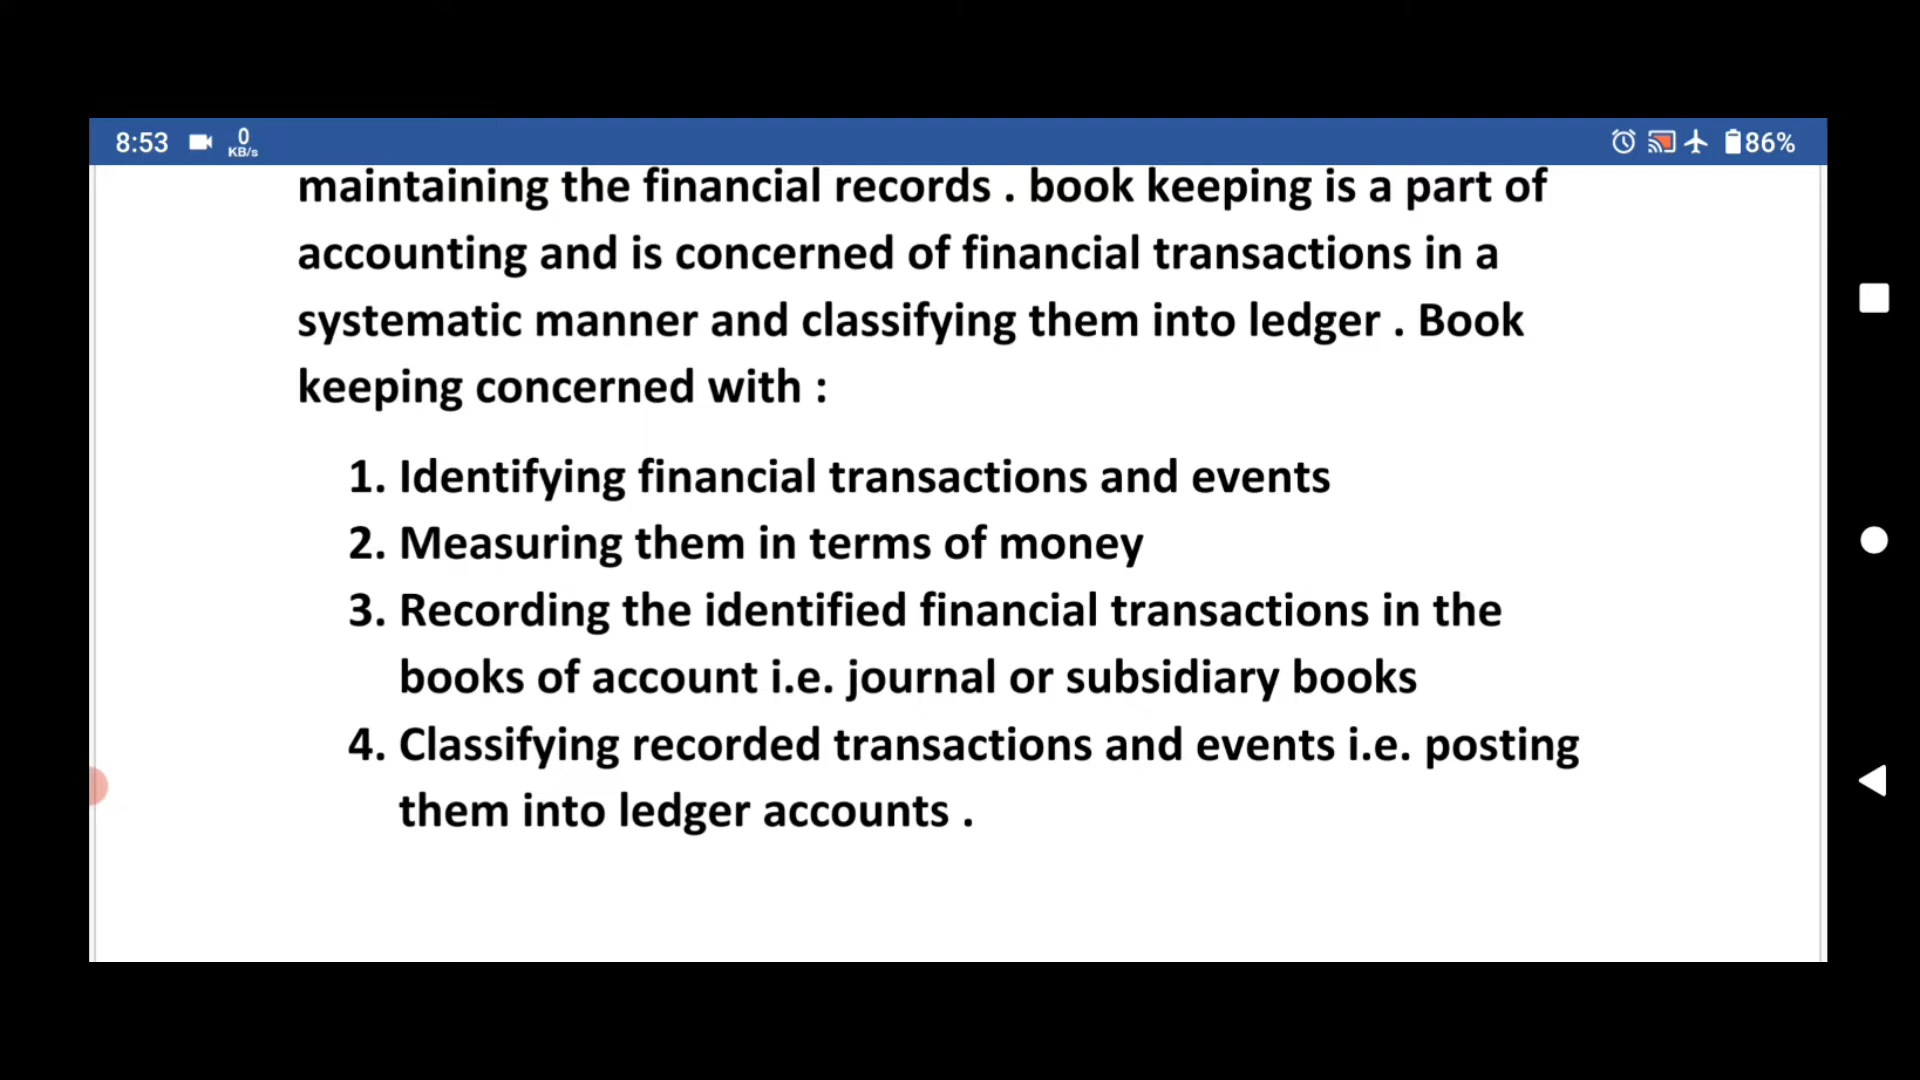 8:53 0 KB/s 86%
maintaining the financial records . book keeping is a part of
accounting and is concerned of financial transactions in a
systematic manner and classifying them into ledger . Book
keeping concerned with :
1. Identifying financial transactions and events
2. Measuring them in terms of money
3. Recording the identified financial transactions in the
books of account i.e. journal or subsidiary books
4. Classifying recorded transactions and events i.e. posting
them into ledger accounts .